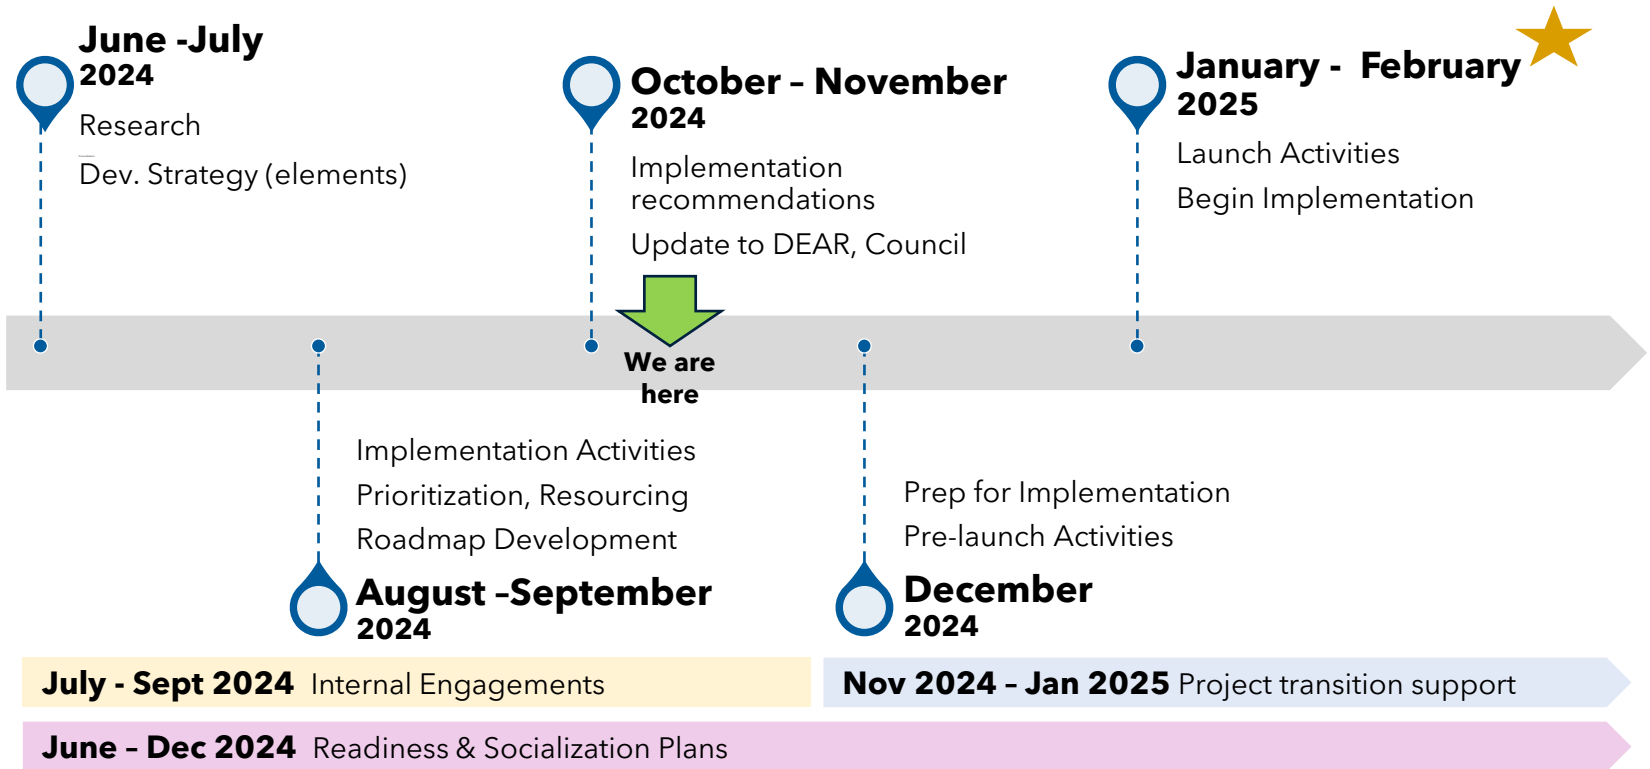 June -July
2024
Research
Dev. Strategy (elements)
October – November
2024
Implementation
recommendations
Update to DEAR, Council
January -  February
2025
Launch Activities
Begin Implementation
We are
here
Implementation Activities
Prioritization, Resourcing
Roadmap Development
August –September
2024
Prep for Implementation
Pre-launch Activities
December
2024
July - Sept 2024  Internal Engagements
Nov 2024 – Jan 2025 Project transition support
June – Dec 2024  Readiness & Socialization Plans